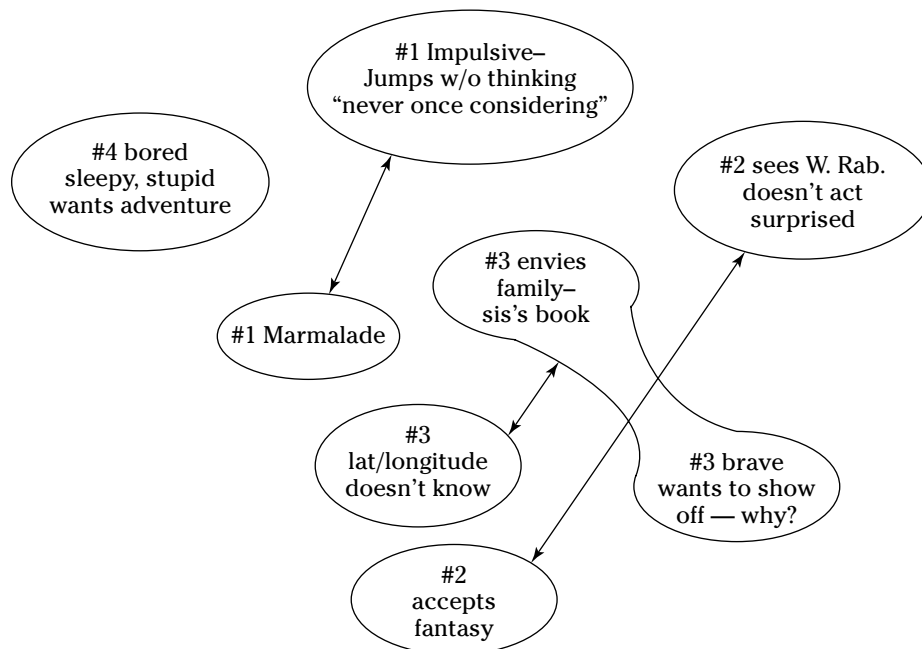 #1 Impulsive–
Jumps w/o thinking
“never once considering”
#4 bored
sleepy, stupid
wants adventure
#2 sees W. Rab.
doesn’t act
surprised
#3 envies
family–
sis’s book
#1 Marmalade
#3
lat/longitude
doesn’t know
#3 brave
wants to show
off — why?
#2
accepts
fantasy